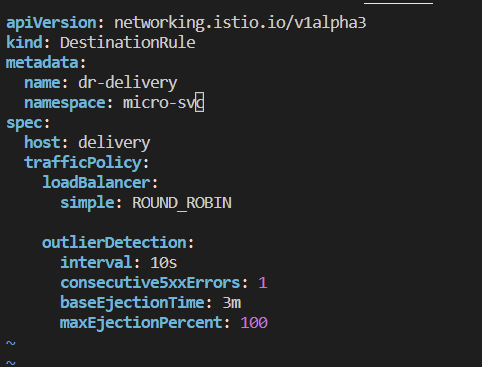 apiVersion: networking.istio.io/v1alpha3
kind: DestinationRule
metadata:
  name: dr-delivery
  namespace: micro-svc
spec:
  host: delivery
  trafficPolicy:
    loadBalancer:
      simple: ROUND_ROBIN

    outlierDetection:
      interval: 10s
      consecutive5xxErrors: 1
      baseEjectionTime: 3m
      maxEjectionPercent: 100
~
~